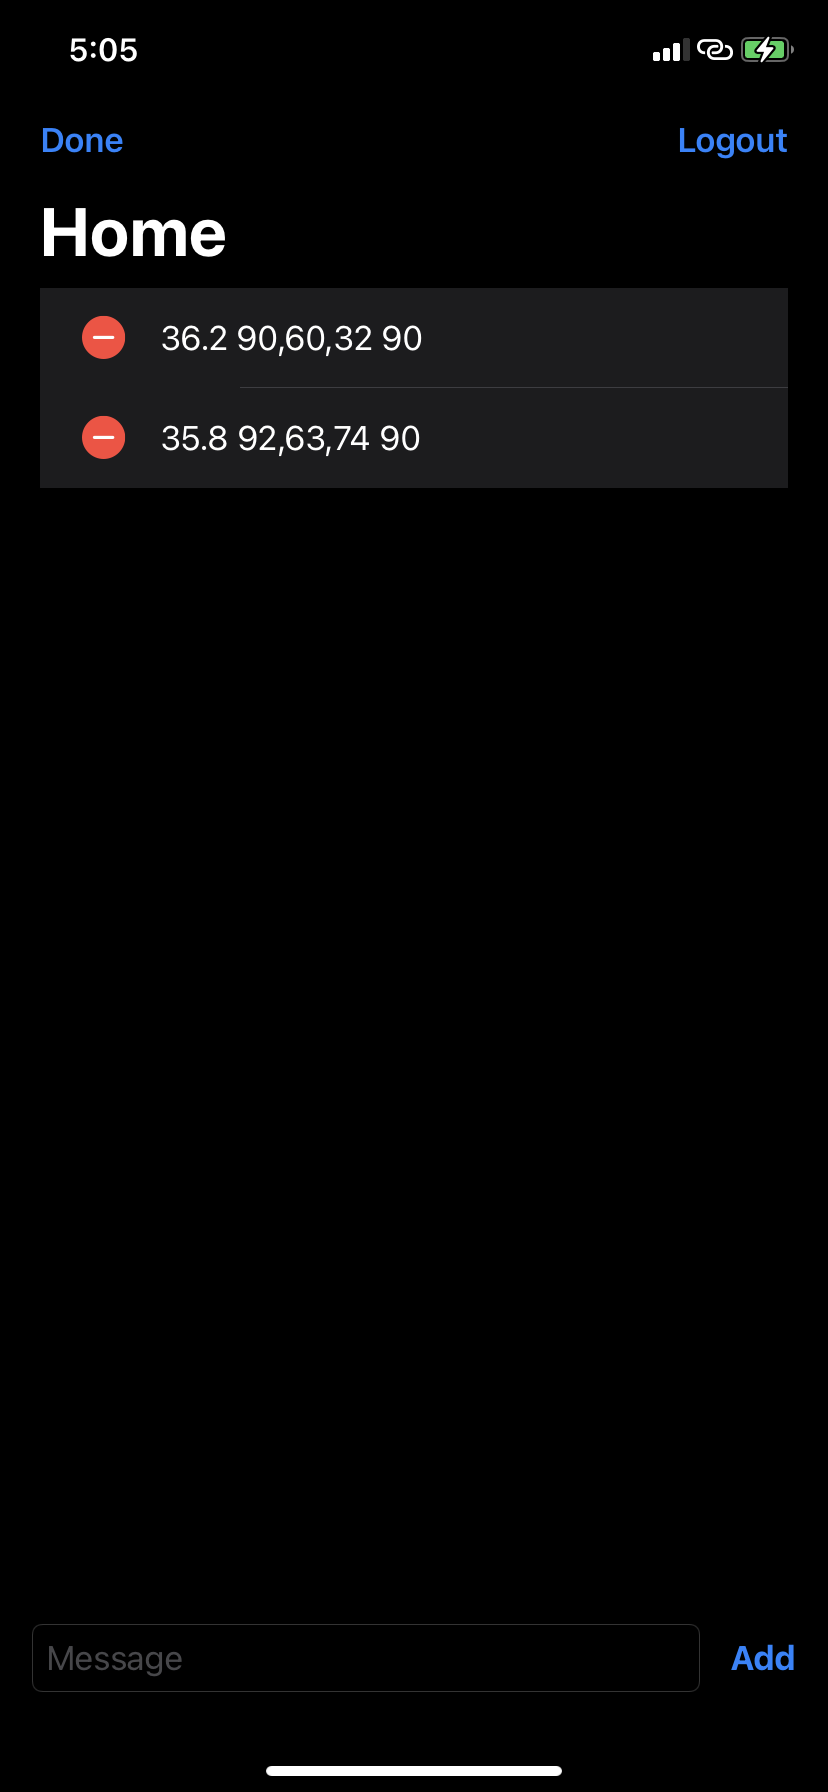 5:05
Done Logout
Home
36.2 90,60,32 90
35.8 92,63,74 90
Message Add